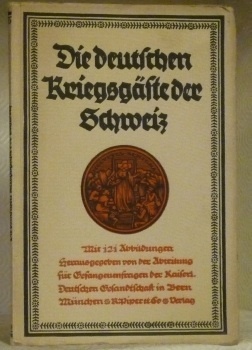 Die deutschen
Kriegsgäste der
Schweiz
Mit 121 Abbildungen
Herausgegeben von der Abteilung
für Gefangenenfragen der Kaiserl.
Deutschen Gesandtschaft in Bern
München R. Piper & Co Verlag